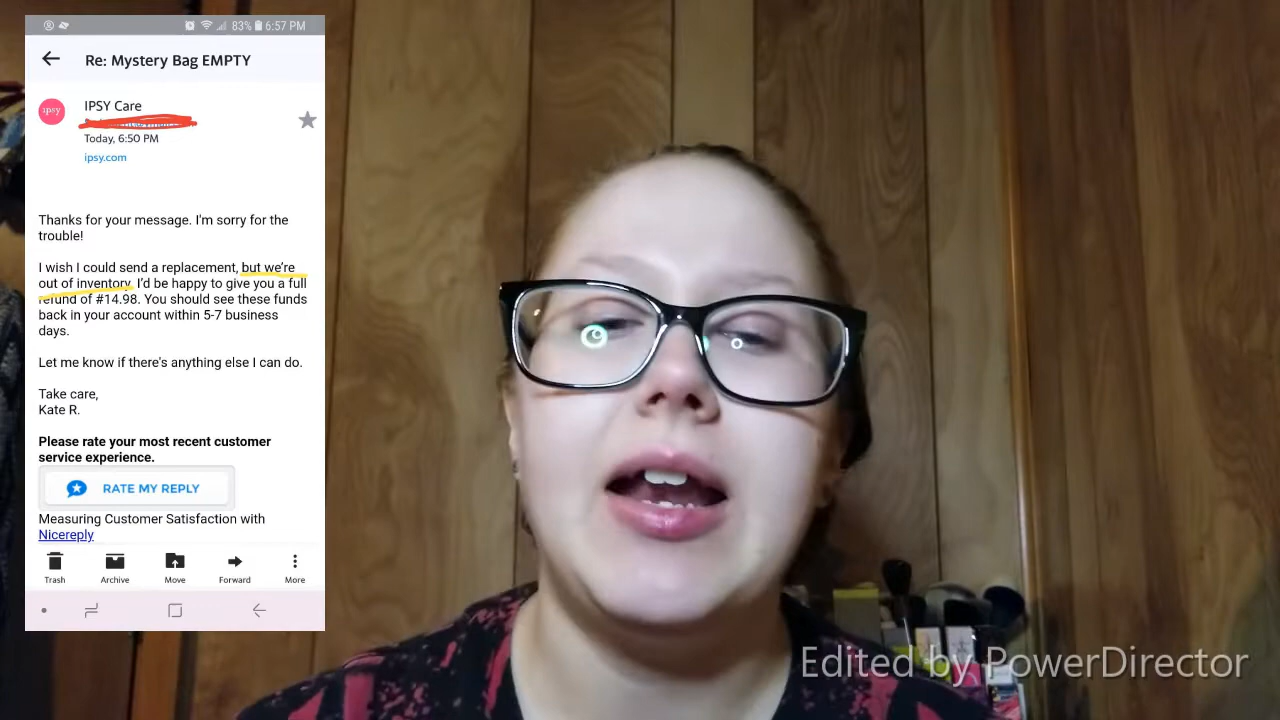 83% 6:57 PM
Re: Mystery Bag EMPTY
ipsy
IPSY Care
Today, 6:50 PM
ipsy.com
Thanks for your message. I'm sorry for the
trouble!
I wish I could send a replacement, but we're
out of inventory. I'd be happy to give you a full
refund of #14.98. You should see these funds
back in your account within 5-7 business
days.
Let me know if there's anything else I can do.
Take care,
Kate R.
Please rate your most recent customer
service experience.
RATE MY REPLY
Measuring Customer Satisfaction with
Nicereply
Trash Archive Move Forward More
Edited by PowerDirector